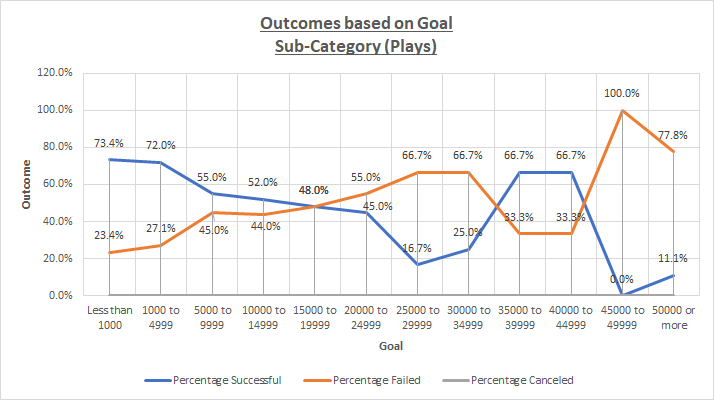 Outcomes based on Goal
Sub-Category (Plays)
120.0%
100.0%
80.0%
60.0%
40.0%
20.0%
0.0%
Outcome
73.4%
72.0%
55.0%
52.0%
48.0%
55.0%
66.7%
66.7%
66.7%
66.7%
100.0%
77.8%
23.4%
27.1%
45.0%
44.0%
45.0%
16.7%
25.0%
33.3%
33.3%
0.0%
11.1%
Less than
1000
1000 to
4999
5000 to
9999
10000 to
14999
15000 to
19999
20000 to
24999
25000 to
29999
30000 to
34999
35000 to
39999
40000 to
44999
45000 to
49999
50000 or
more
Goal
Percentage Successful
Percentage Failed
Percentage Canceled